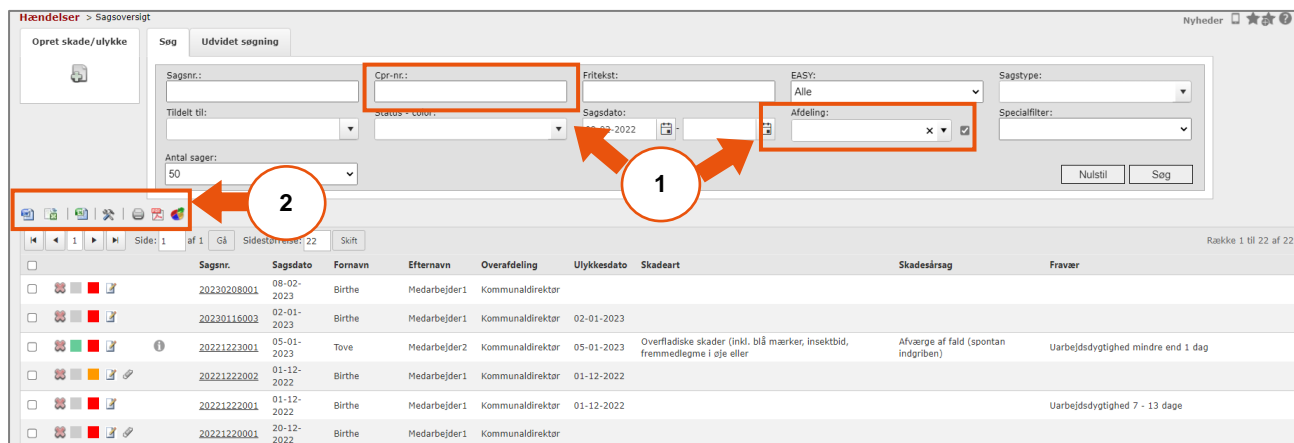 Hændelser > Sagsoversigt
Nyheder
Opret skade/ulykke
Søg Udvidet søgning
Sagsnr.: Cpr-nr.: Fritekst: EASY: Sagstype:
Alle
Tildelt til: Status - color: Sagsdato: Afdeling: Specialfilter:
-02-2022 -
Antal sager:
50
1
Nulstil Søg
2
1 Side: 1 af 1 Gå Sidestørrelse: 22 Skift Række 1 til 22 af 22
Sagsnr. Sagsdato Fornavn Efternavn Overafdeling Ulykkesdato Skadeart Skadesårsag Fravær
20230208001 08-02-2023 Birthe Medarbejder1 Kommunaldirektør
20230116003 02-01-2023 Birthe Medarbejder1 Kommunaldirektør 02-01-2023
20221223001 05-01-2023 Tove Medarbejder2 Kommunaldirektør 05-01-2023 Overfladiske skader (inkl. blå mærker, insektbid, fremmedlegme i øje eller Afværge af fald (spontan indgriben) Uarbejdsdygtighed mindre end 1 dag
20221222002 01-12-2022 Birthe Medarbejder1 Kommunaldirektør 01-12-2022
20221222001 01-12-2022 Birthe Medarbejder1 Kommunaldirektør 01-12-2022 Uarbejdsdygtighed 7 - 13 dage
20221220001 20-12-2022 Birthe Medarbejder1 Kommunaldirektør